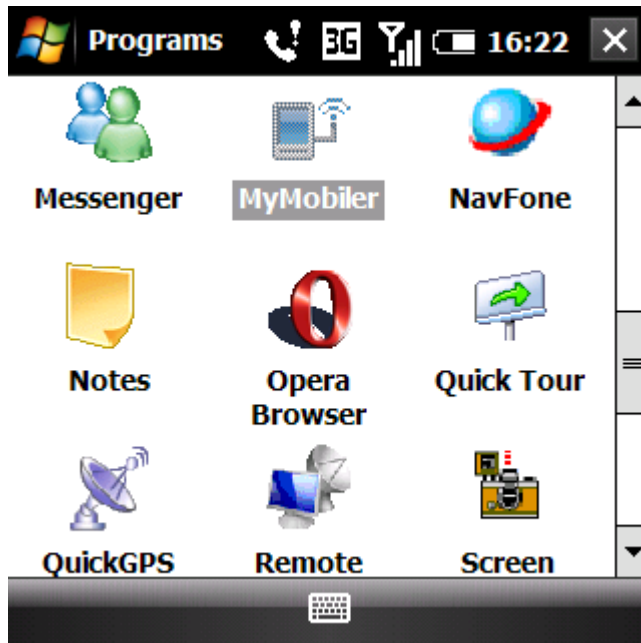 Programs 3G 16:22
Messenger MyMobiler NavFone
Notes Opera Browser Quick Tour
QuickGPS Remote Screen